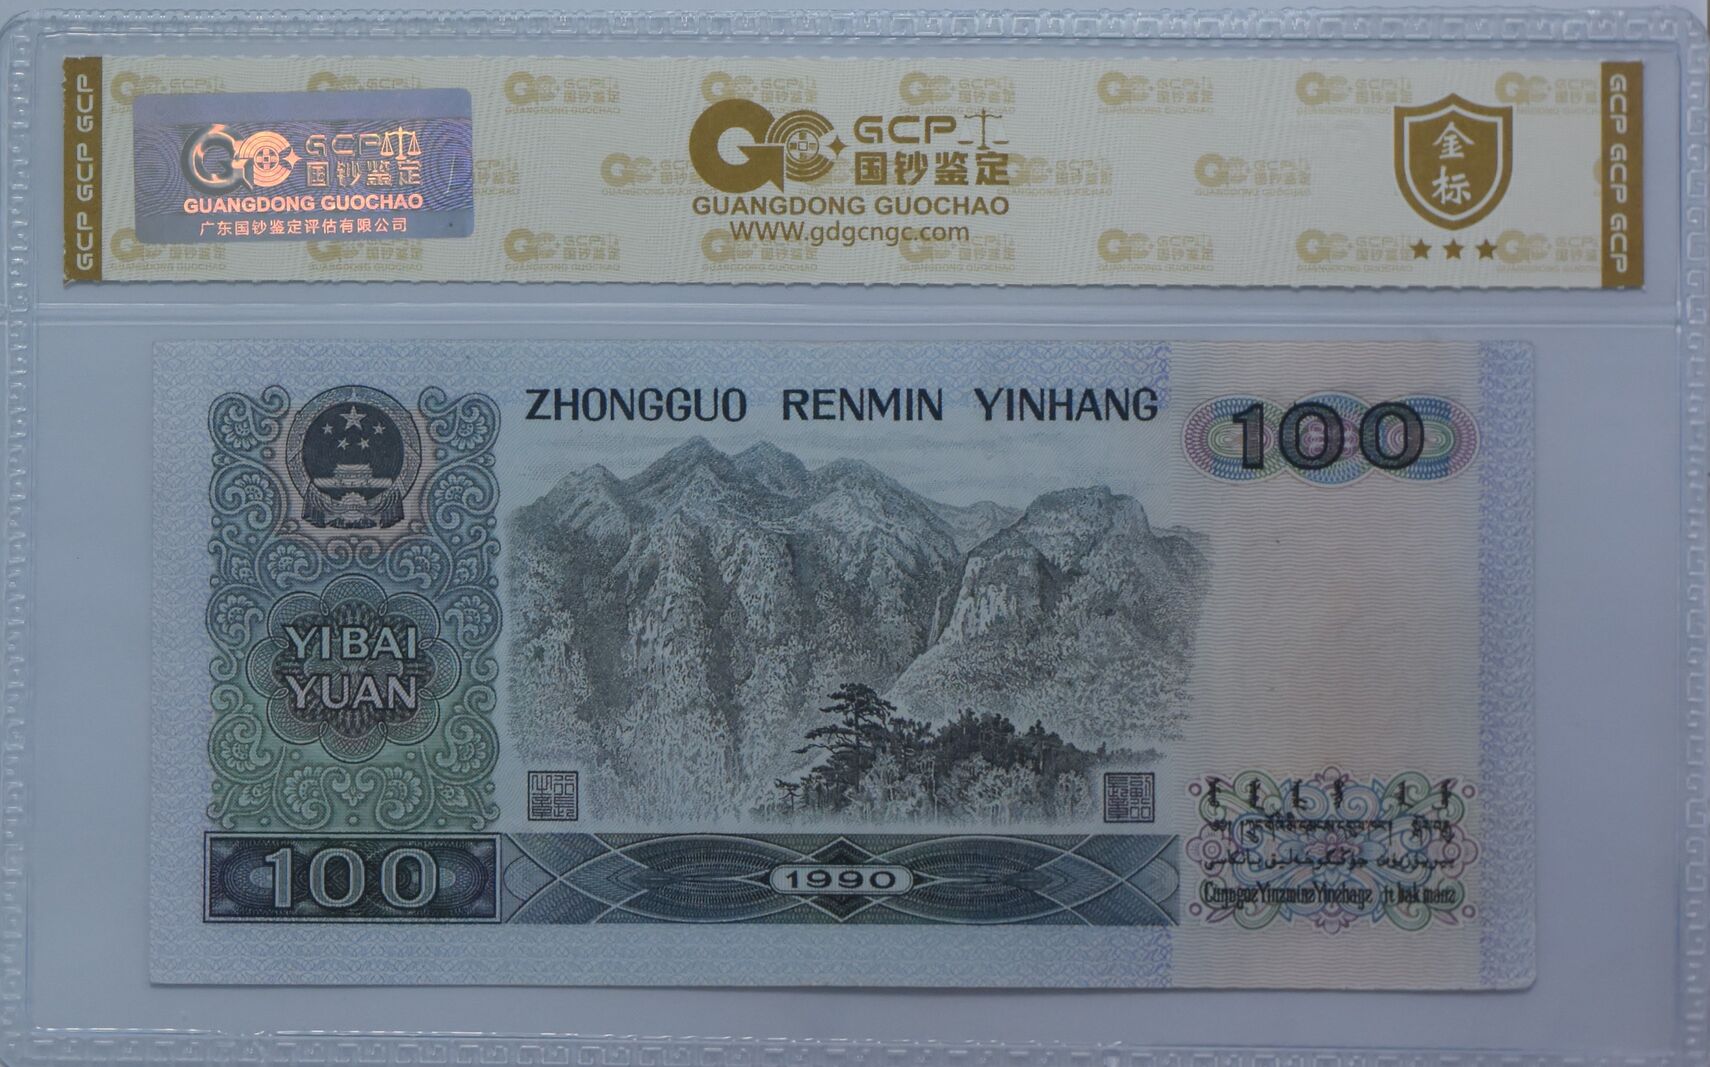 GCP GCP GCP
GCP
国钞鉴定
GUANGDONG GUOCHAO
广东国钞鉴定评估有限公司
GCP
国钞鉴定
GUANGDONG GUOCHAO
WWW.gdgcngc.com
金标
GCP GCP GCP
ZHONGGUO RENMIN YINHANG
100
YIBAI
YUAN
100
1990